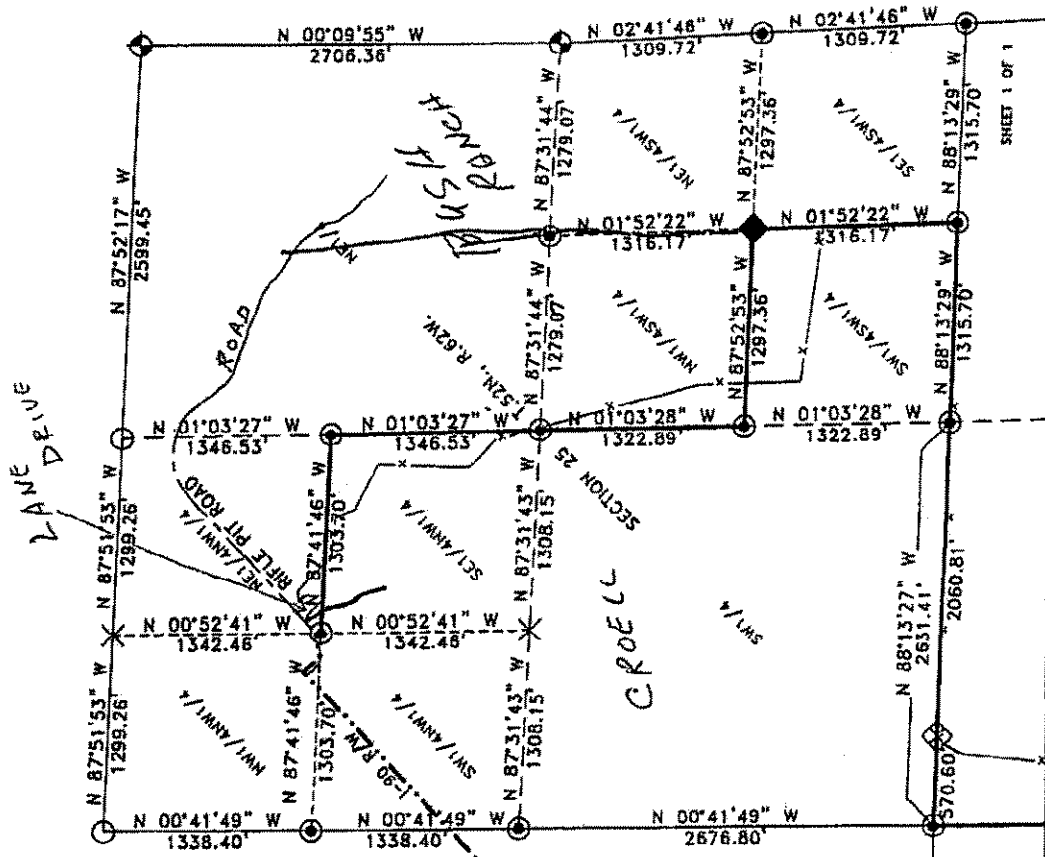 N 00°09'55" W
2706.36'
N 02°41'46" W
1309.72'
N 02°41'46" W
1309.72'
N 87°52'17" W
2599.45'
N 87°31'44" W
1279.07'
N 87°52'53" W
1297.36'
N 88°13'29" W
1315.70'
SHEET 1 OF 1
NE1/4SW1/4
SE1/4SW1/4
RONCH
NE1/
ROAD
N 01°52'22" W
1316.17'
N 01°52'22" W
1316.17'
.52N., R.62W.
N 87°31'44" W
1279.07'
NW1/4SW1/4
N 87°52'53" W
1297.36'
SW1/4SW1/4
N 88°13'29" W
1315.70'
LANE
DRIVE
N 01°03'27" W
1346.53'
N 01°03'27" W
1346.53'
N 01°03'28" W
1322.89'
N 01°03'28" W
1322.89'
N 87°51'53" W
1299.26'
RIFLE PIT ROAD
NE1/4NW1/4
N 87°41'46" W
1303.70'
SE1/4NW1/4
N 87°31'43" W
1308.15'
SECTION 25
SW1/4
CROELL
N 88°13'27" W
2631.41'
2060.81'
N 00°52'41" W
1342.46'
N 00°52'41" W
1342.46'
N 87°51'53" W
1299.26'
NW1/4NW1/4
N 87°41'46" W
1303.70'
I-90 R/W
SW1/4NW1/4
N 87°31'43" W
1308.15'
570.60'
N 00°41'49" W
1338.40'
N 00°41'49" W
1338.40'
N 00°41'49" W
2676.80'